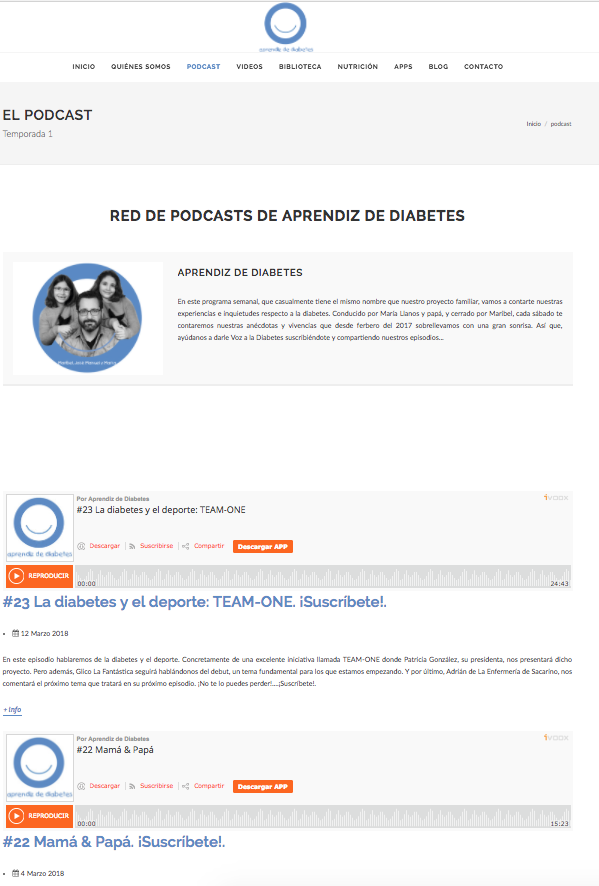 aprendiz de diabetes
INICIO QUIÉNES SOMOS PODCAST VIDEOS BIBLIOTECA NUTRICIÓN APPS BLOG CONTACTO
EL PODCAST
Temporada 1
Inicio / podcast
RED DE PODCASTS DE APRENDIZ DE DIABETES
APRENDIZ DE DIABETES
En este programa semanal, que casualmente tiene el mismo nombre que nuestro proyecto familiar, vamos a contarte nuestras
experiencias e inquietudes respecto a la diabetes. Conducido por María Llanos y papá, y cerrado por Maribel, cada sábado te
contaremos nuestras anécdotas y vivencias que desde ferbero del 2017 sobrellevamos con una gran sonrisa. Así que,
ayúdanos a darle Voz a la Diabetes suscribiéndote y compartiendo nuestros episodios...
Por Aprendiz de Diabetes
iVOOX
#23 La diabetes y el deporte: TEAM-ONE
aprendiz de diabetes
Descargar | Suscribirse | Compartir Descargar APP
REPRODUCIR
00:00 24:43
#23 La diabetes y el deporte: TEAM-ONE. ¡Suscríbete!.
12 Marzo 2018
En este episodio hablaremos de la diabetes y el deporte. Concretamente de una excelente iniciativa llamada TEAM-ONE donde Patricia González, su presidenta, nos presentará dicho
proyecto. Pero además, Glico La Fantástica seguirá hablándonos del debut, un tema fundamental para los que estamos empezando. Y por último, Adrián de La Enfermería de Sacarino, nos
comentará el próximo tema que tratará en su próximo episodio. ¡No te lo puedes perder!....¡Suscríbete!.
+ Info
Por Aprendiz de Diabetes
iVOOX
#22 Mamá & Papá
aprendiz de diabetes
Descargar | Suscribirse | Compartir Descargar APP
REPRODUCIR
00:00 15:23
#22 Mamá & Papá. ¡Suscríbete!.
4 Marzo 2018